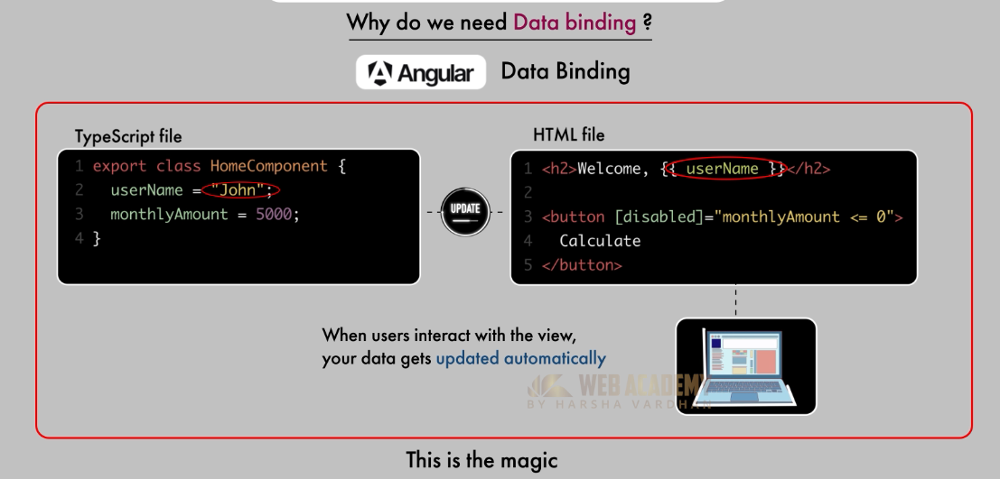 Why do we need Data binding ?
Angular Data Binding
TypeScript file
1 export class HomeComponent {
2 userName = "John";
3 monthlyAmount = 5000;
4 }
UPDATE
HTML file
1 <h2>Welcome, {{ userName }}</h2>
2
3 <button [disabled]="monthlyAmount <= 0">
4 Calculate
5 </button>
When users interact with the view,
your data gets updated automatically
WEB ACADEMY
BY HARSHA VARDHAN
This is the magic